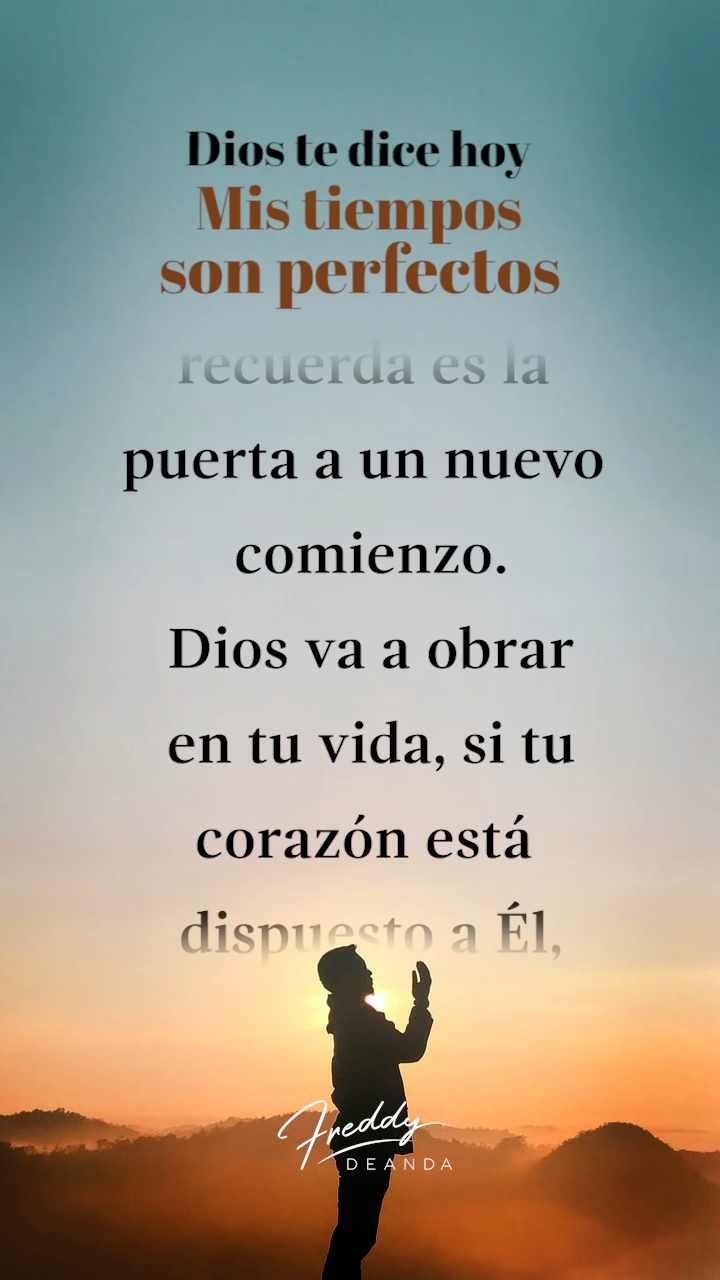 Dios te dice hoy
Mis tiempos
son perfectos
recuerda es la
puerta a un nuevo
comienzo.
Dios va a obrar
en tu vida, si tu
corazón está
dispuesto a Él,
Freddy
DEANDA